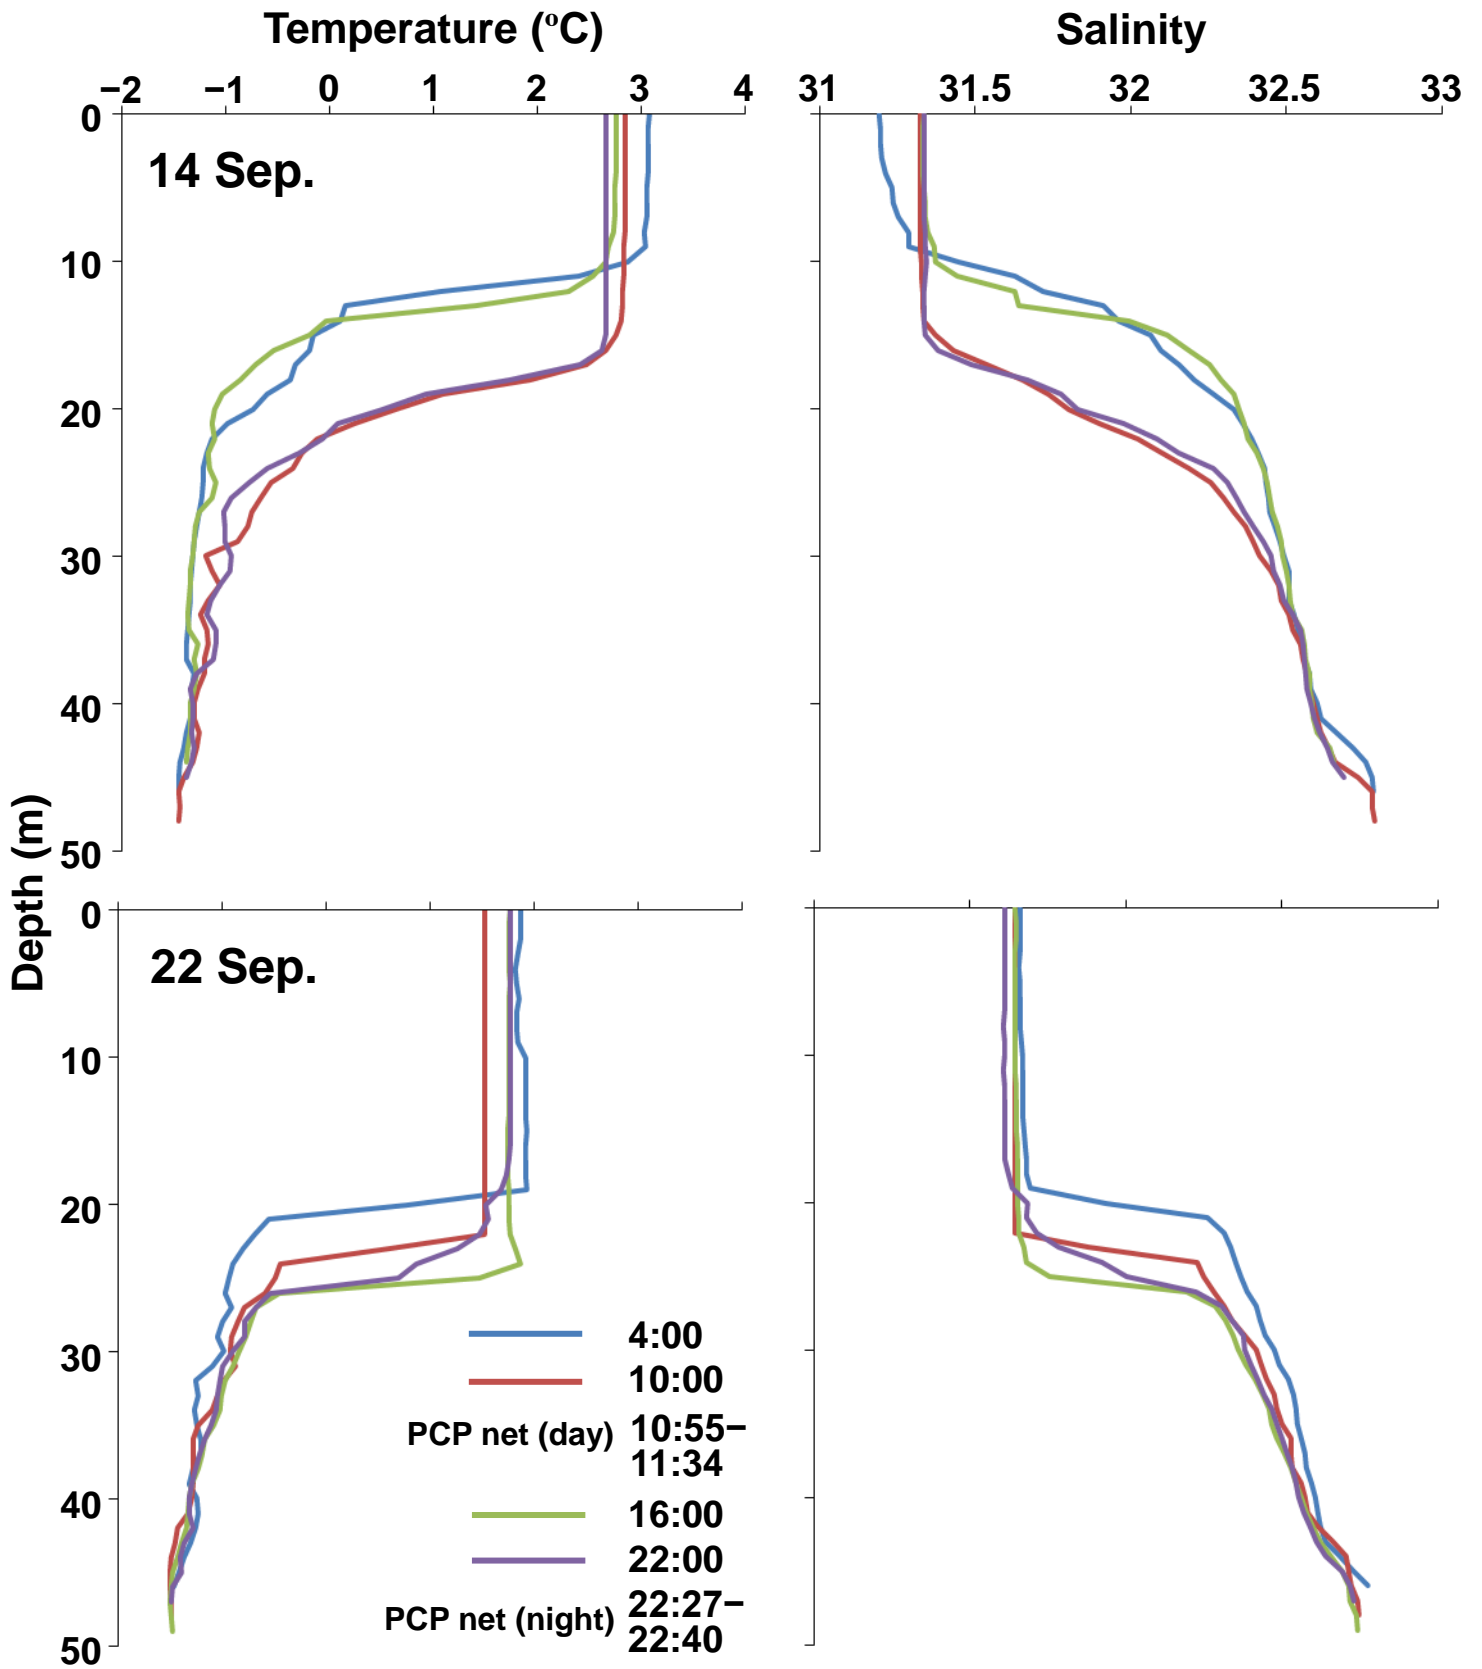 Temperature (ºC)
Salinity
−2 −1 0 1 2 3 4
31 31.5 32 32.5 33
0
14 Sep.
10
20
30
40
50
Depth (m)
0
22 Sep.
10
20
30
40
50
4:00
10:00
PCP net (day) 10:55−
11:34
16:00
22:00
PCP net (night) 22:27−
22:40